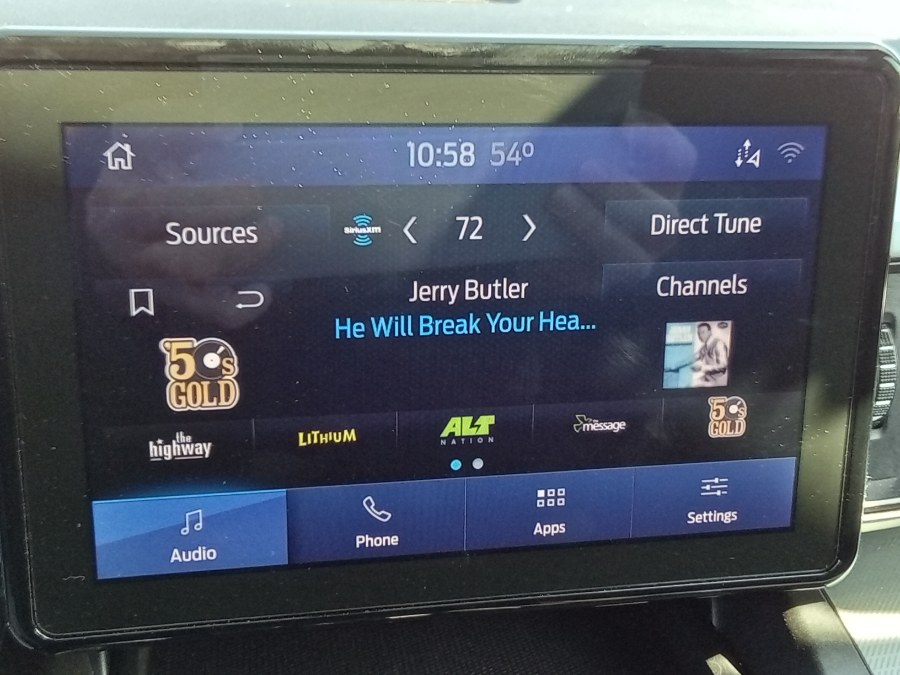 10:58 54°
Sources
SiriusXM
72
Direct Tune
Jerry Butler
Channels
He Will Break Your Hea...
'50s
GOLD
the
highway
LITHIUM
ALT
NATION
message
'50s
GOLD
Audio
Phone
Apps
Settings